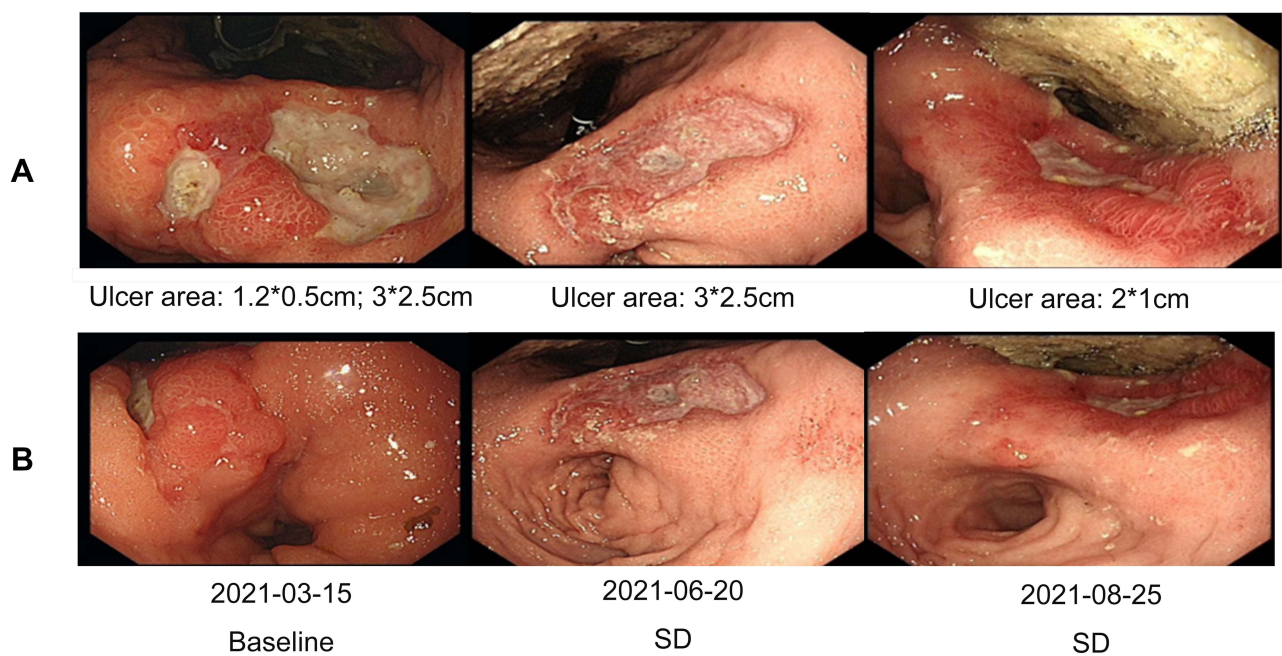 A
Ulcer area: 1.2*0.5cm; 3*2.5cm
Ulcer area: 3*2.5cm
Ulcer area: 2*1cm
B
2021-03-15
2021-06-20
2021-08-25
Baseline
SD
SD